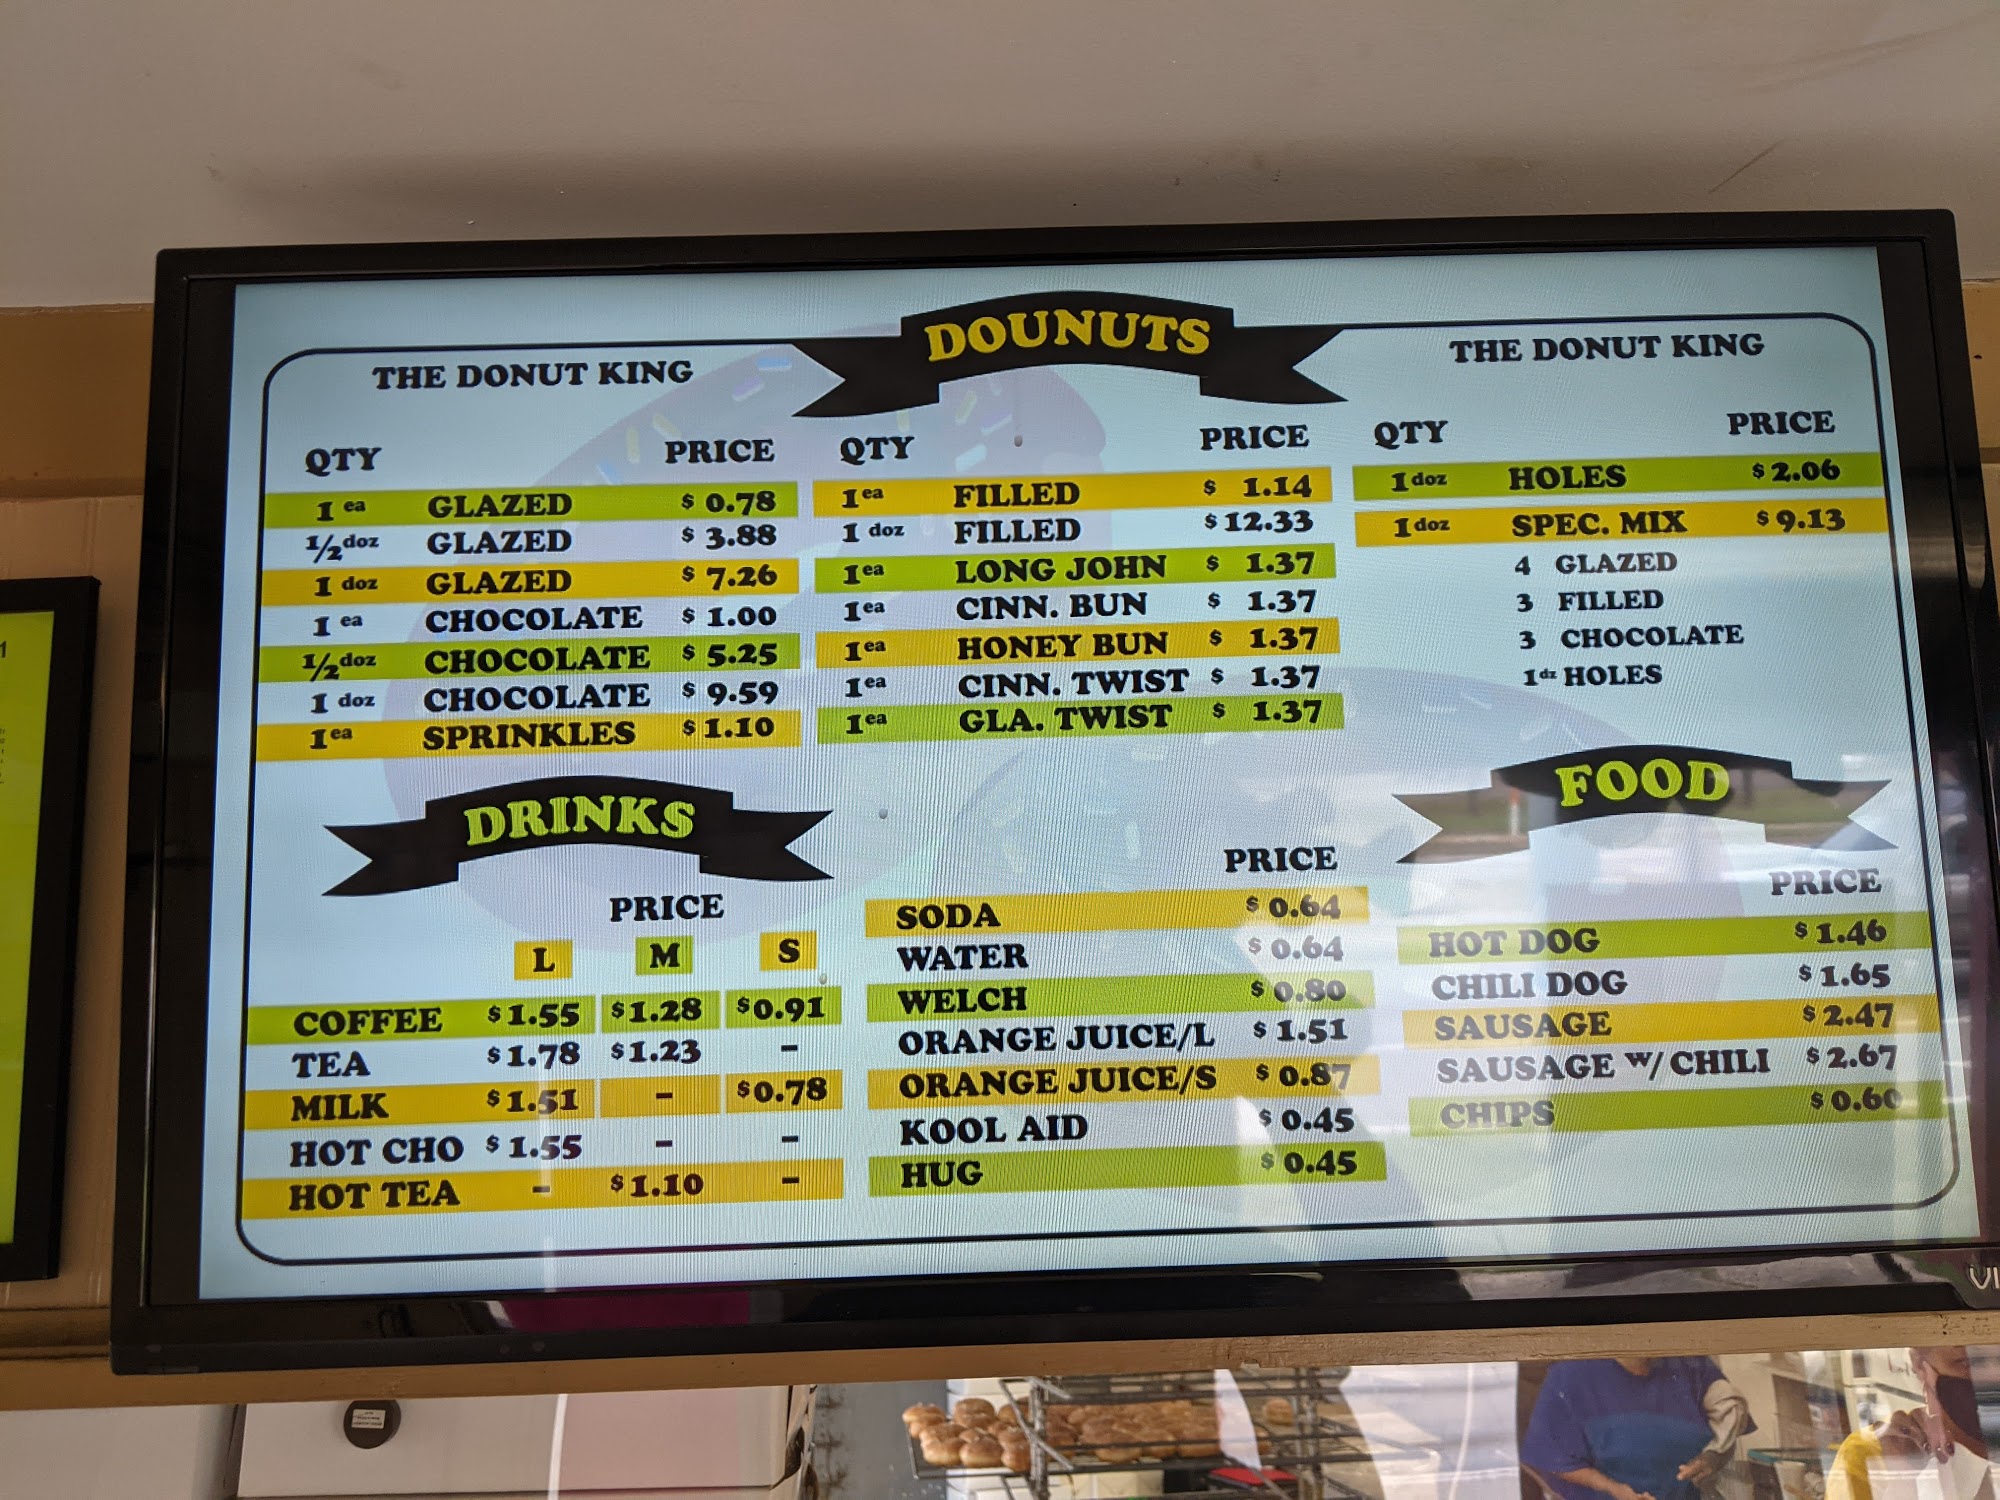 DOUNUTS
THE DONUT KING
THE DONUT KING
QTY PRICE
1 ea GLAZED $ 0.78
1/2 doz GLAZED $ 3.88
1 doz GLAZED $ 7.26
1 ea CHOCOLATE $ 1.00
1/2 doz CHOCOLATE $ 5.25
1 doz CHOCOLATE $ 9.59
1 ea SPRINKLES $ 1.10
QTY PRICE
1 ea FILLED $ 1.14
1 doz FILLED $ 12.33
1 ea LONG JOHN $ 1.37
1 ea CINN. BUN $ 1.37
1 ea HONEY BUN $ 1.37
1 ea CINN. TWIST $ 1.37
1 ea GLA. TWIST $ 1.37
QTY PRICE
1 doz HOLES $ 2.06
1 doz SPEC. MIX $ 9.13
4 GLAZED
3 FILLED
3 CHOCOLATE
1 dz HOLES
DRINKS
PRICE
L M S
COFFEE $1.55 $1.28 $0.91
TEA $1.78 $1.23 -
MILK $1.51 - $0.78
HOT CHO $1.55 - -
HOT TEA - $1.10 -
PRICE
SODA $ 0.64
WATER $ 0.64
WELCH $ 0.80
ORANGE JUICE/L $ 1.51
ORANGE JUICE/S $ 0.87
KOOL AID $ 0.45
HUG $ 0.45
FOOD
PRICE
HOT DOG $ 1.46
CHILI DOG $ 1.65
SAUSAGE $ 2.47
SAUSAGE W/ CHILI $ 2.67
CHIPS $ 0.60